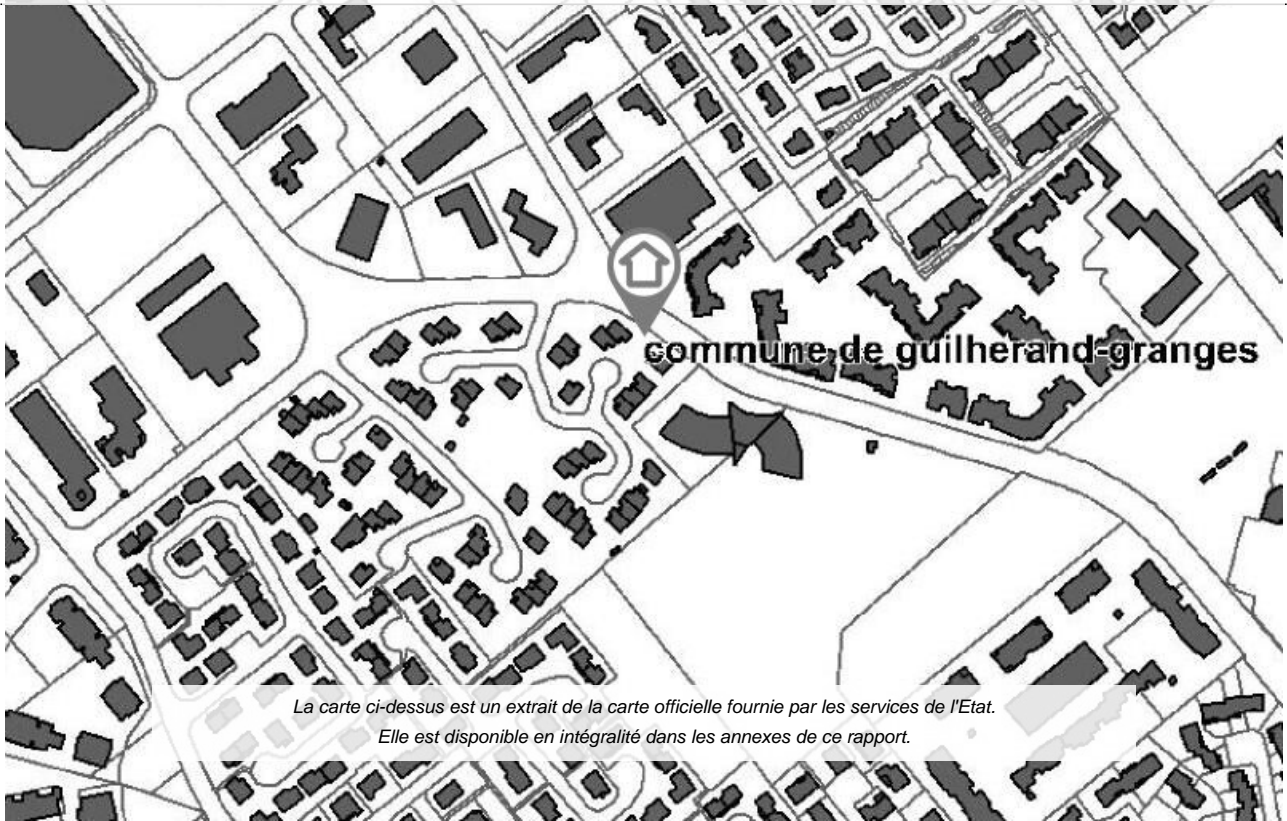 commune de guilherand-granges
La carte ci-dessus est un extrait de la carte officielle fournie par les services de l'Etat.
Elle est disponible en intégralité dans les annexes de ce rapport.